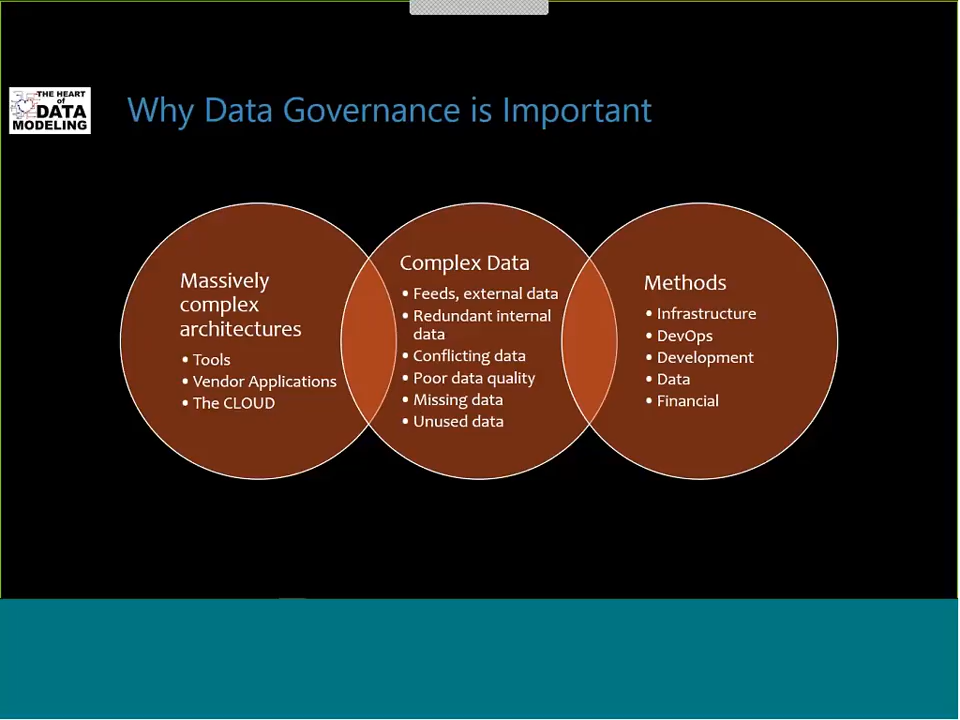 THE HEART
of
DATA
MODELING
Why Data Governance is Important
Massively
complex
architectures
• Tools
• Vendor Applications
• The CLOUD
Complex Data
• Feeds, external data
• Redundant internal
data
• Conflicting data
• Poor data quality
• Missing data
• Unused data
Methods
• Infrastructure
• DevOps
• Development
• Data
• Financial